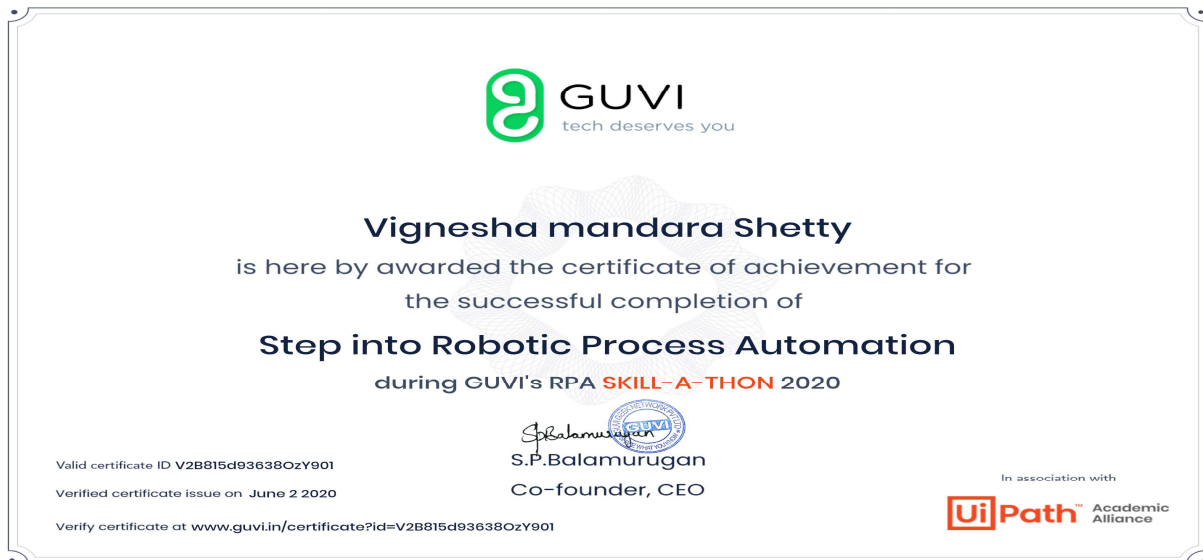 GUVI
tech deserves you
Vignesha mandara Shetty
is here by awarded the certificate of achievement for
the successful completion of
Step into Robotic Process Automation
during GUVI's RPA SKILL-A-THON 2020
SpBalamurugan
GUVI
S.P.Balamurugan
Co-founder, CEO
Valid certificate ID V2B815d93638OzY901
Verified certificate issue on June 2 2020
Verify certificate at www.guvi.in/certificate?id=V2B815d93638OzY901
In association with
UiPath™ Academic
Alliance